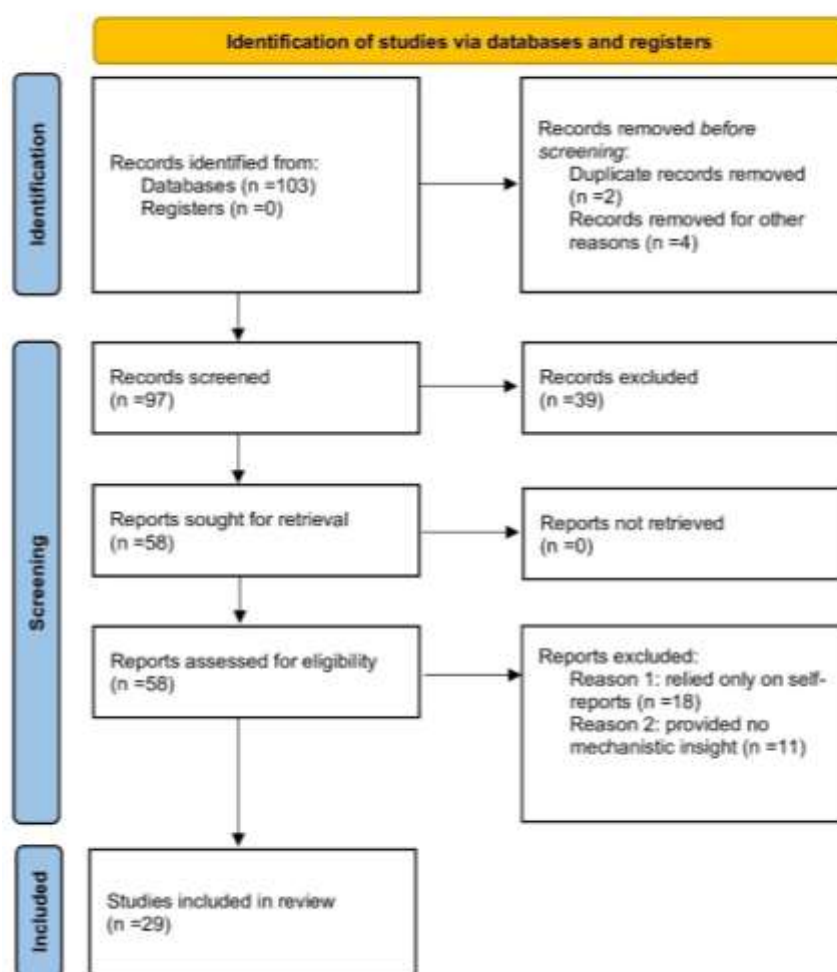 Identification of studies via databases and registers
Identification
Records identified from:
Databases (n =103)
Registers (n =0)
Records removed before
screening:
Duplicate records removed
(n =2)
Records removed for other
reasons (n =4)
Screening
Records screened
(n =97)
Records excluded
(n =39)
Reports sought for retrieval
(n =58)
Reports not retrieved
(n =0)
Reports assessed for eligibility
(n =58)
Reports excluded:
Reason 1: relied only on self-
reports (n =18)
Reason 2: provided no
mechanistic insight (n =11)
Included
Studies included in review
(n =29)